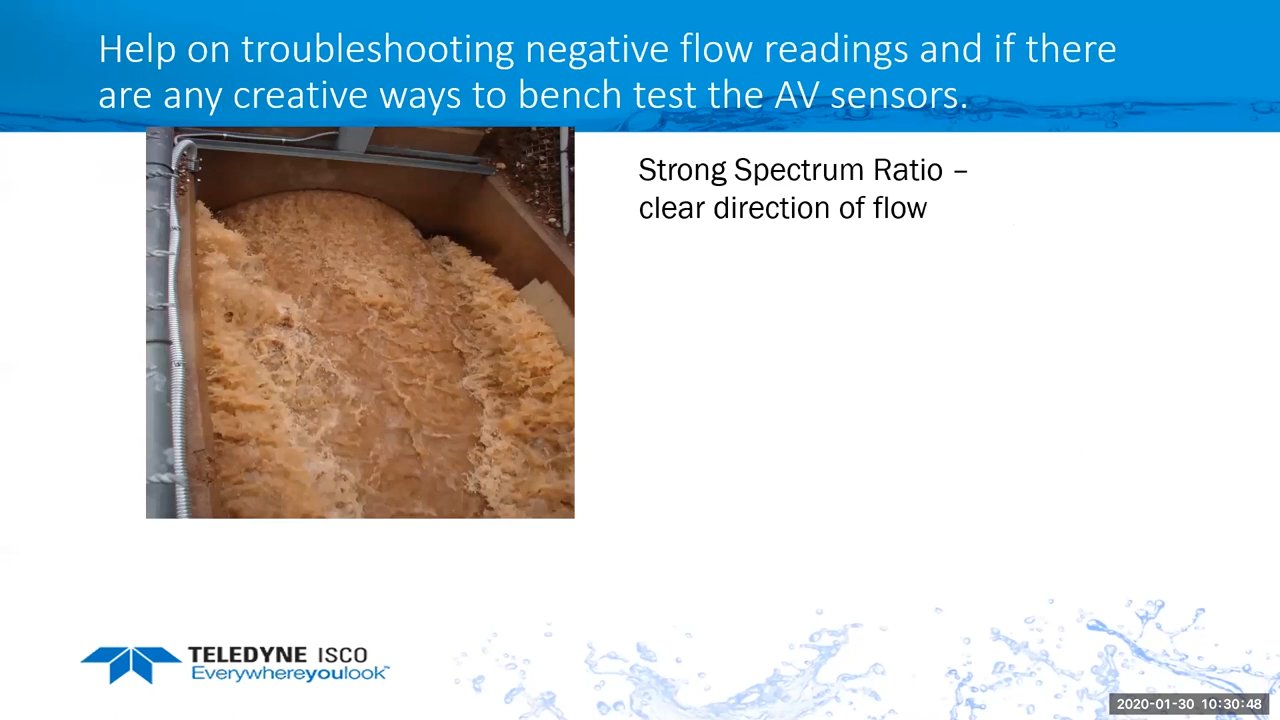 Help on troubleshooting negative flow readings and if there
are any creative ways to bench test the AV sensors.
Strong Spectrum Ratio –
clear direction of flow
TELEDYNE ISCO
Everywhereyoulook™
2020-01-30 10:30:48